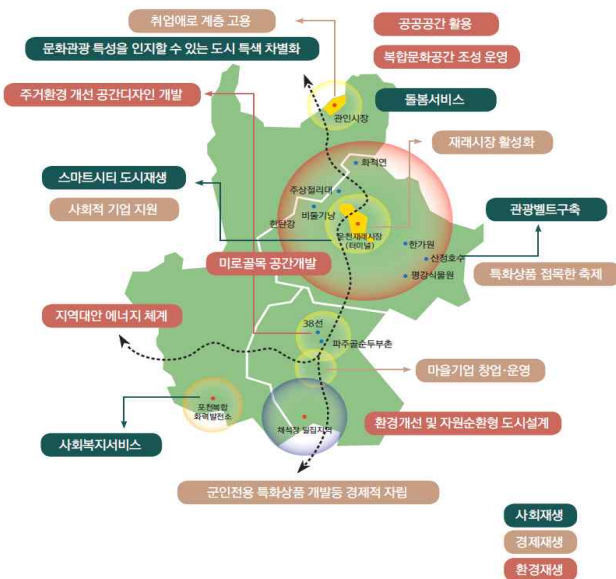 취업애로 계층 고용
공공공간 활용
문화관광 특성을 인지할 수 있는 도시 특색 차별화
복합문화공간 조성 운영
주거환경 개선 공간디자인 개발
돌봄서비스
관인시장
재래시장 활성화
화적연
스마트시티 도시재생
주상절리대
사회적 기업 지원
비둘기낭
관광벨트구축
한탄강
운천재래시장
(터미널)
한가원
미로골목 공간개발
산정호수
특화상품 접목한 축제
평강식물원
지역대안 에너지 체계
38선
파주골순두부촌
마을기업 창업·운영
포천복합
화력발전소
채석장 밀집지역
환경개선 및 자원순환형 도시설계
사회복지서비스
군인전용 특화상품 개발등 경제적 자립
사회재생
경제재생
환경재생